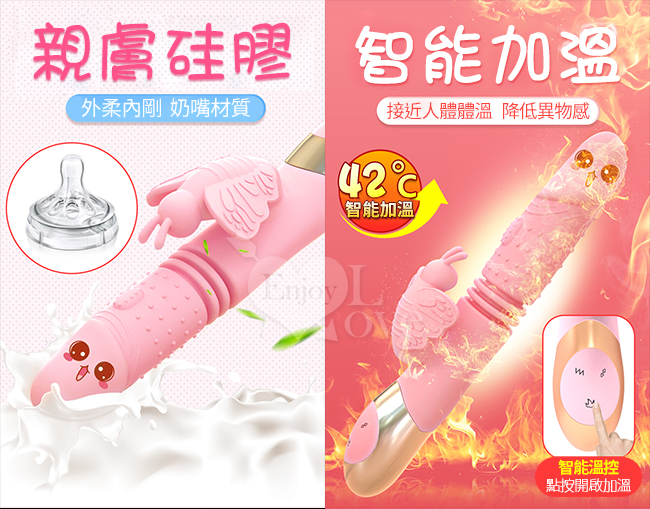 親膚硅膠
外柔內剛 奶嘴材質
智能加溫
接近人體體溫 降低異物感
42℃
智能加溫
Enjoy LOVE
智能溫控
點按開啟加溫